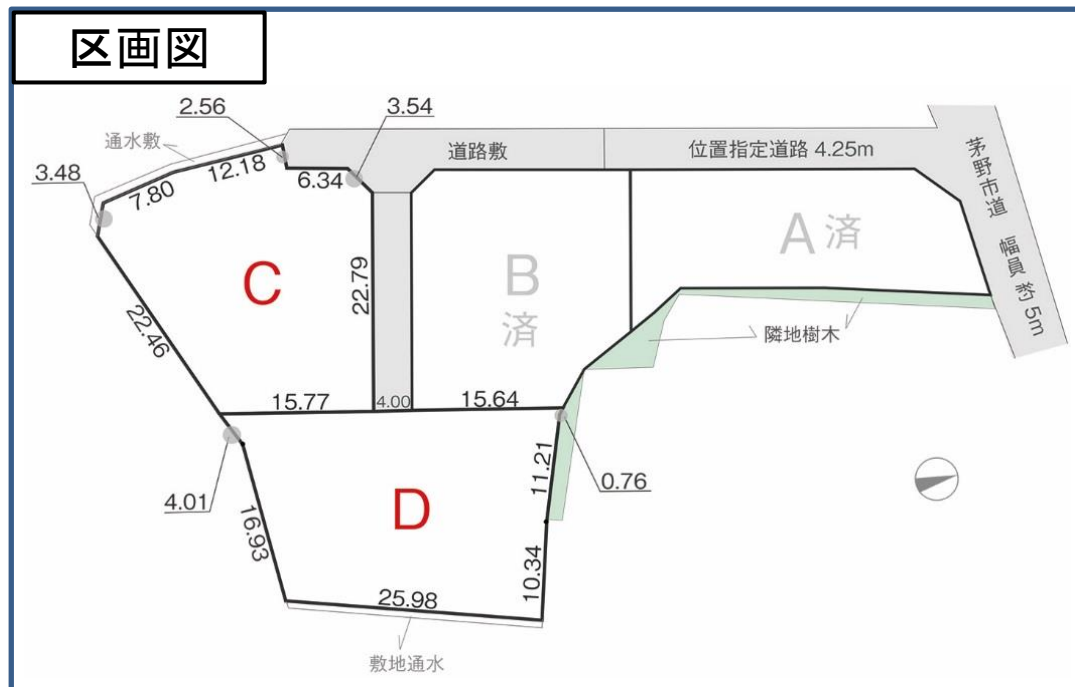 区画図
2.56
3.54
通水敷
道路敷
位置指定道路 4.25m
茅野市道 幅員 約5m
3.48
7.80
12.18
6.34
A 済
C
22.79
B
済
隣地樹木
22.46
15.77
4.00
15.64
0.76
11.21
4.01
D
16.93
10.34
25.98
敷地通水